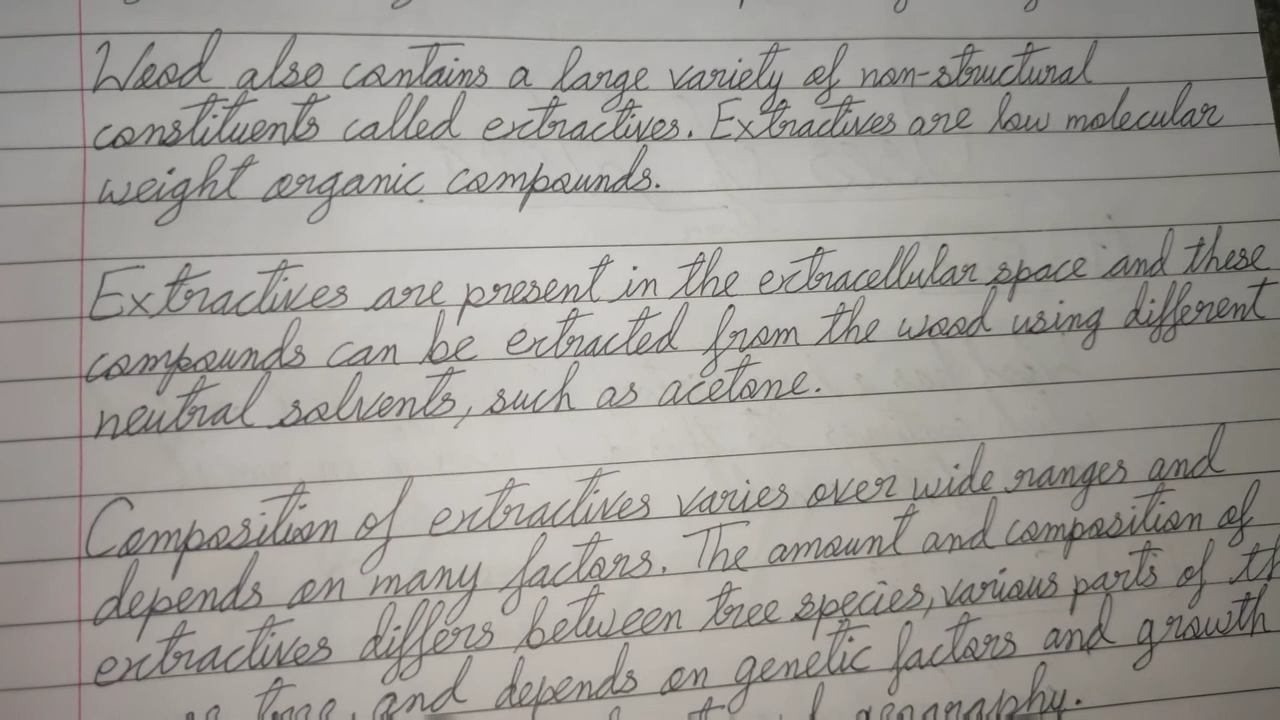 Wood also contains a large variety of non-structural
constituents called extractives. Extractives are low molecular
weight organic compounds.
Extractives are present in the extracellular space and these
compounds can be extracted from the wood using different
neutral solvents, such as acetone.
Composition of extractives varies over wide ranges and
depends on many factors. The amount and composition of
extractives differs between tree species, various parts of th
tree, and depends on genetic factors and growth
geography.